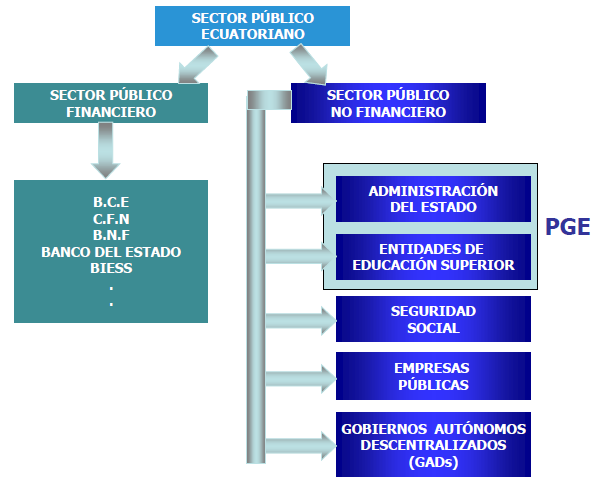 SECTOR PÚBLICO
ECUATORIANO
SECTOR PÚBLICO
FINANCIERO
SECTOR PÚBLICO
NO FINANCIERO
B.C.E
C.F.N
B.N.F
BANCO DEL ESTADO
BIESS
.
.
ADMINISTRACIÓN
DEL ESTADO
ENTIDADES DE
EDUCACIÓN SUPERIOR
PGE
SEGURIDAD
SOCIAL
EMPRESAS
PÚBLICAS
GOBIERNOS AUTÓNOMOS
DESCENTRALIZADOS
(GADs)